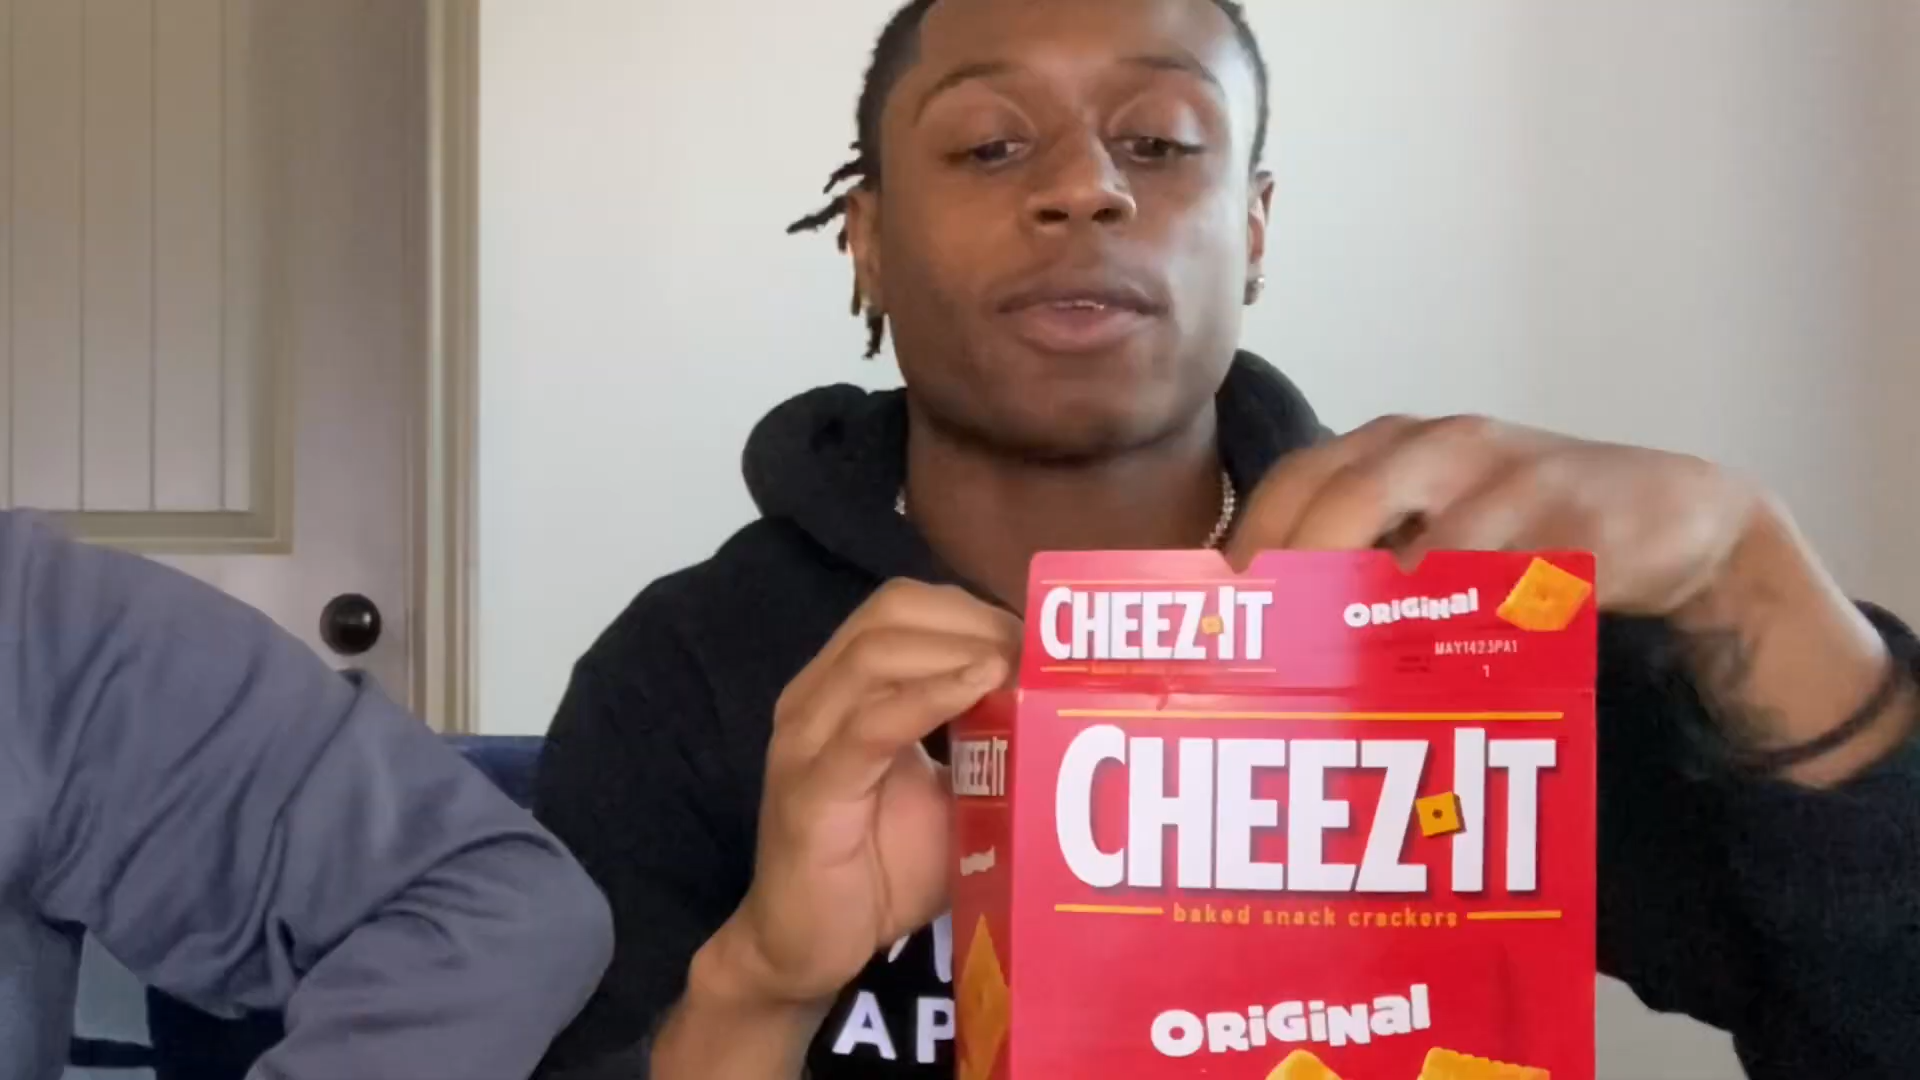 CHEEZ-IT
ORIGINAL
MAY1423PA1
1
CHEEZ-IT
CHEEZ-IT
baked snack crackers
ORIGINAL
AP